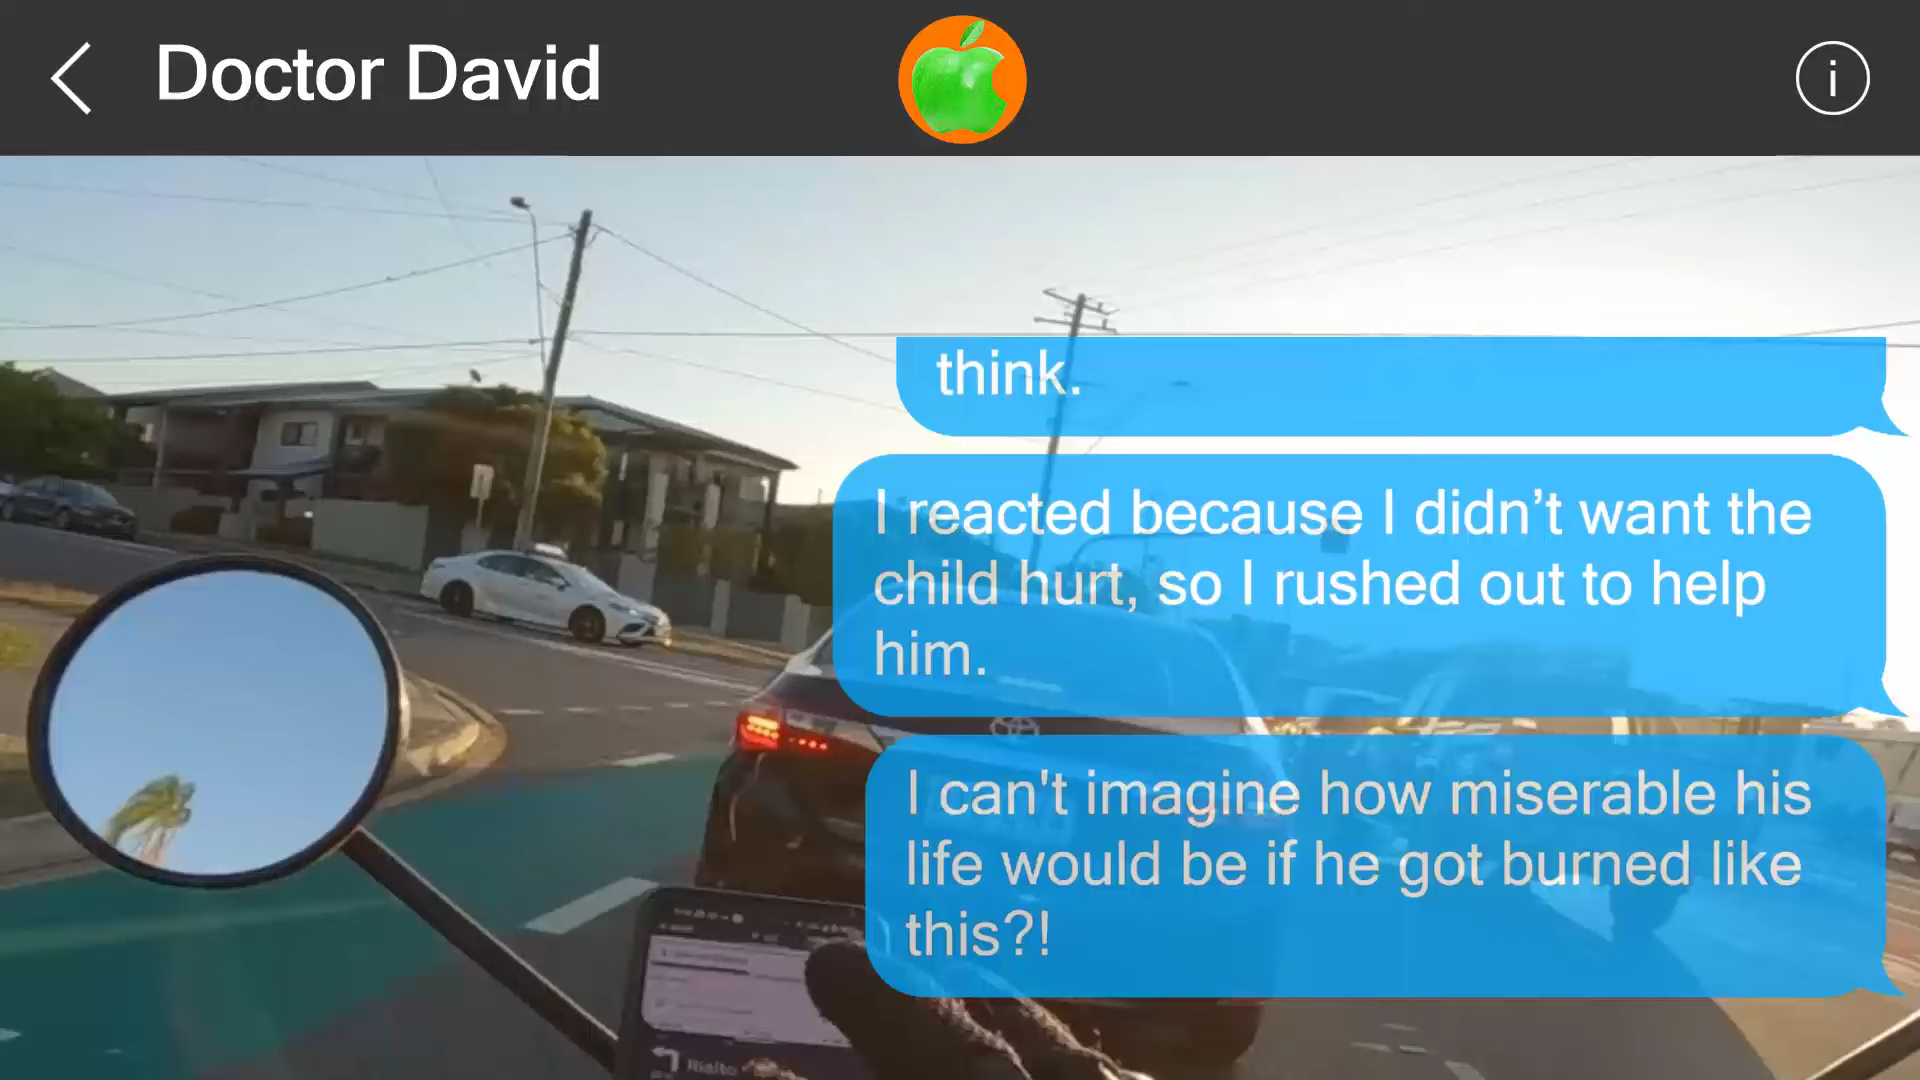 Doctor David
i
think.
I reacted because I didn’t want the
child hurt, so I rushed out to help
him.
I can't imagine how miserable his
life would be if he got burned like
this?!
Rialto